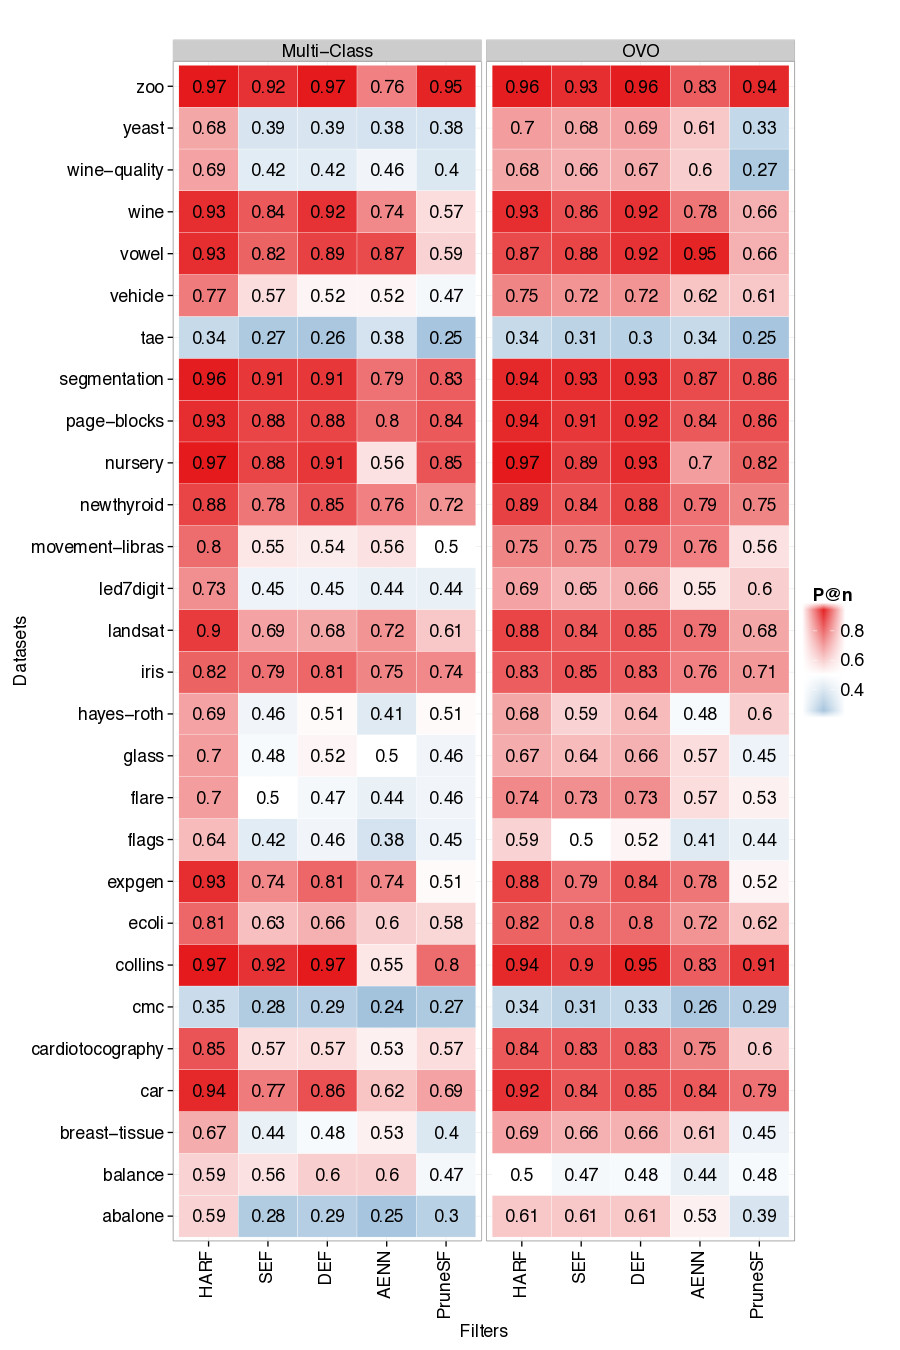 Multi−Class OVO
zoo 0.97 0.92 0.97 0.76 0.95 0.96 0.93 0.96 0.83 0.94
yeast 0.68 0.39 0.39 0.38 0.38 0.7 0.68 0.69 0.61 0.33
wine−quality 0.69 0.42 0.42 0.46 0.4 0.68 0.66 0.67 0.6 0.27
wine 0.93 0.84 0.92 0.74 0.57 0.93 0.86 0.92 0.78 0.66
vowel 0.93 0.82 0.89 0.87 0.59 0.87 0.88 0.92 0.95 0.66
vehicle 0.77 0.57 0.52 0.52 0.47 0.75 0.72 0.72 0.62 0.61
tae 0.34 0.27 0.26 0.38 0.25 0.34 0.31 0.3 0.34 0.25
segmentation 0.96 0.91 0.91 0.79 0.83 0.94 0.93 0.93 0.87 0.86
page−blocks 0.93 0.88 0.88 0.8 0.84 0.94 0.91 0.92 0.84 0.86
nursery 0.97 0.88 0.91 0.56 0.85 0.97 0.89 0.93 0.7 0.82
newthyroid 0.88 0.78 0.85 0.76 0.72 0.89 0.84 0.88 0.79 0.75
movement−libras 0.8 0.55 0.54 0.56 0.5 0.75 0.75 0.79 0.76 0.56
led7digit 0.73 0.45 0.45 0.44 0.44 0.69 0.65 0.66 0.55 0.6
landsat 0.9 0.69 0.68 0.72 0.61 0.88 0.84 0.85 0.79 0.68
iris 0.82 0.79 0.81 0.75 0.74 0.83 0.85 0.83 0.76 0.71
hayes−roth 0.69 0.46 0.51 0.41 0.51 0.68 0.59 0.64 0.48 0.6
glass 0.7 0.48 0.52 0.5 0.46 0.67 0.64 0.66 0.57 0.45
flare 0.7 0.5 0.47 0.44 0.46 0.74 0.73 0.73 0.57 0.53
flags 0.64 0.42 0.46 0.38 0.45 0.59 0.5 0.52 0.41 0.44
expgen 0.93 0.74 0.81 0.74 0.51 0.88 0.79 0.84 0.78 0.52
ecoli 0.81 0.63 0.66 0.6 0.58 0.82 0.8 0.8 0.72 0.62
collins 0.97 0.92 0.97 0.55 0.8 0.94 0.9 0.95 0.83 0.91
cmc 0.35 0.28 0.29 0.24 0.27 0.34 0.31 0.33 0.26 0.29
cardiotocography 0.85 0.57 0.57 0.53 0.57 0.84 0.83 0.83 0.75 0.6
car 0.94 0.77 0.86 0.62 0.69 0.92 0.84 0.85 0.84 0.79
breast−tissue 0.67 0.44 0.48 0.53 0.4 0.69 0.66 0.66 0.61 0.45
balance 0.59 0.56 0.6 0.6 0.47 0.5 0.47 0.48 0.44 0.48
abalone 0.59 0.28 0.29 0.25 0.3 0.61 0.61 0.61 0.53 0.39
HARF SEF DEF AENN PruneSF HARF SEF DEF AENN PruneSF
Filters
Datasets
P@n
0.8
0.6
0.4